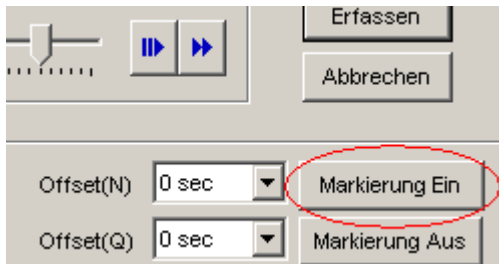 Erfassen
Abbrechen
Offset(N) 0 sec Markierung Ein
Offset(Q) 0 sec Markierung Aus